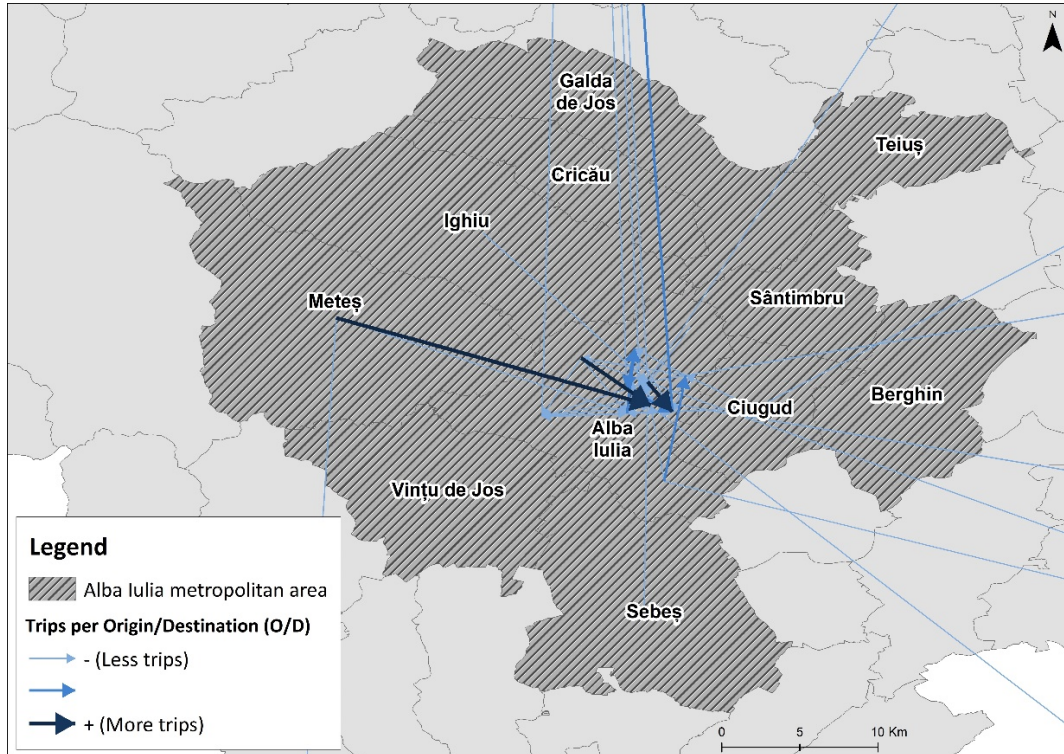 N
Galda
de Jos
Teiuș
Cricău
Ighiu
Meteș
Sântimbru
Berghin
Ciugud
Alba
Iulia
Vințu de Jos
Sebeș
Legend
Alba Iulia metropolitan area
Trips per Origin/Destination (O/D)
- (Less trips)
+ (More trips)
0 5 10 Km